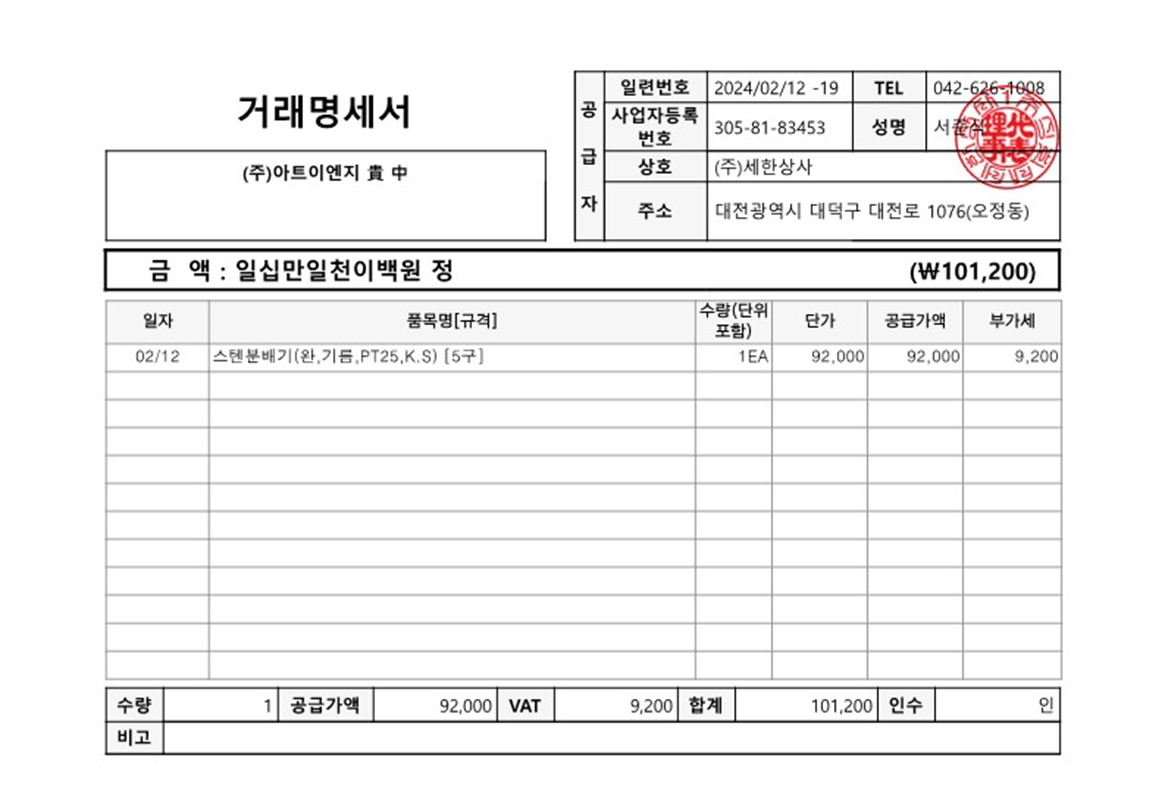 거래명세서
(주)아트이엔지 貴 中
공급자
일련번호 2024/02/12 -19 TEL 042-626-1008
사업자등록번호 305-81-83453 성명
상호 (주)세한상사
주소 대전광역시 대덕구 대전로 1076(오정동)
금 액 : 일십만일천이백원 정 (₩101,200)
일자 품목명[규격] 수량(단위포함) 단가 공급가액 부가세
02/12 스텐분배기(완,기름,PT25,K.S) [5구] 1EA 92,000 92,000 9,200
수량 1 공급가액 92,000 VAT 9,200 합계 101,200 인수 인
비고